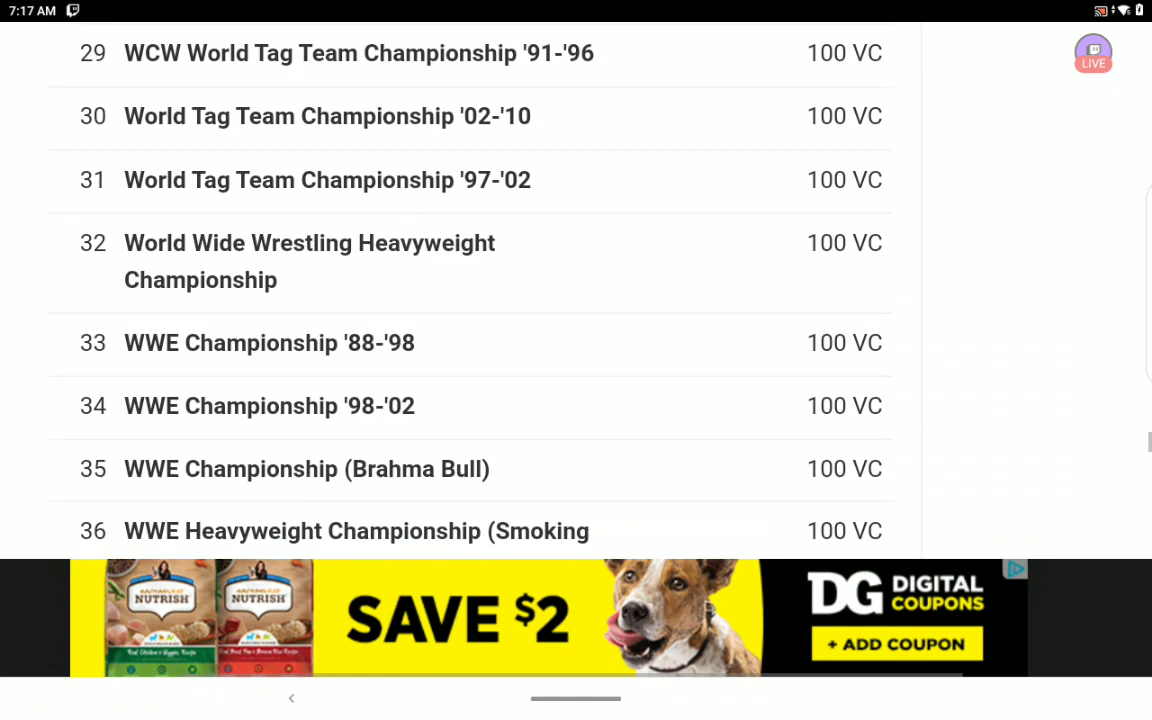 7:17 AM
LIVE
29 WCW World Tag Team Championship '91-'96 100 VC
30 World Tag Team Championship '02-'10 100 VC
31 World Tag Team Championship '97-'02 100 VC
32 World Wide Wrestling Heavyweight 100 VC
Championship
33 WWE Championship '88-'98 100 VC
34 WWE Championship '98-'02 100 VC
35 WWE Championship (Brahma Bull) 100 VC
36 WWE Heavyweight Championship (Smoking 100 VC
NUTRISH NUTRISH
SAVE $2
DG DIGITAL
COUPONS
+ ADD COUPON